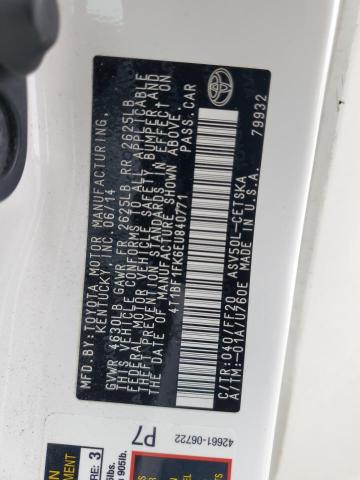 MFD. BY: TOYOTA MOTOR MANUFACTURING,
KENTUCKY, INC. 06/14
GVWR 4630LB GAWR FR 2625LB RR 2625LB
THIS VEHICLE CONFORMS TO ALL APPLICABLE
FEDERAL MOTOR VEHICLE SAFETY, BUMPER, AND
THEFT PREVENTION STANDARDS IN EFFECT ON
THE DATE OF MANUFACTURE SHOWN ABOVE.
4T1BF1FK6EU840771 PASS.CAR
C/TR:040/FF20 ASV50L-CETSKA
A/TM:-01A/U760E MADE IN U.S.A. 79932
42661-06722
P7
RE: 3